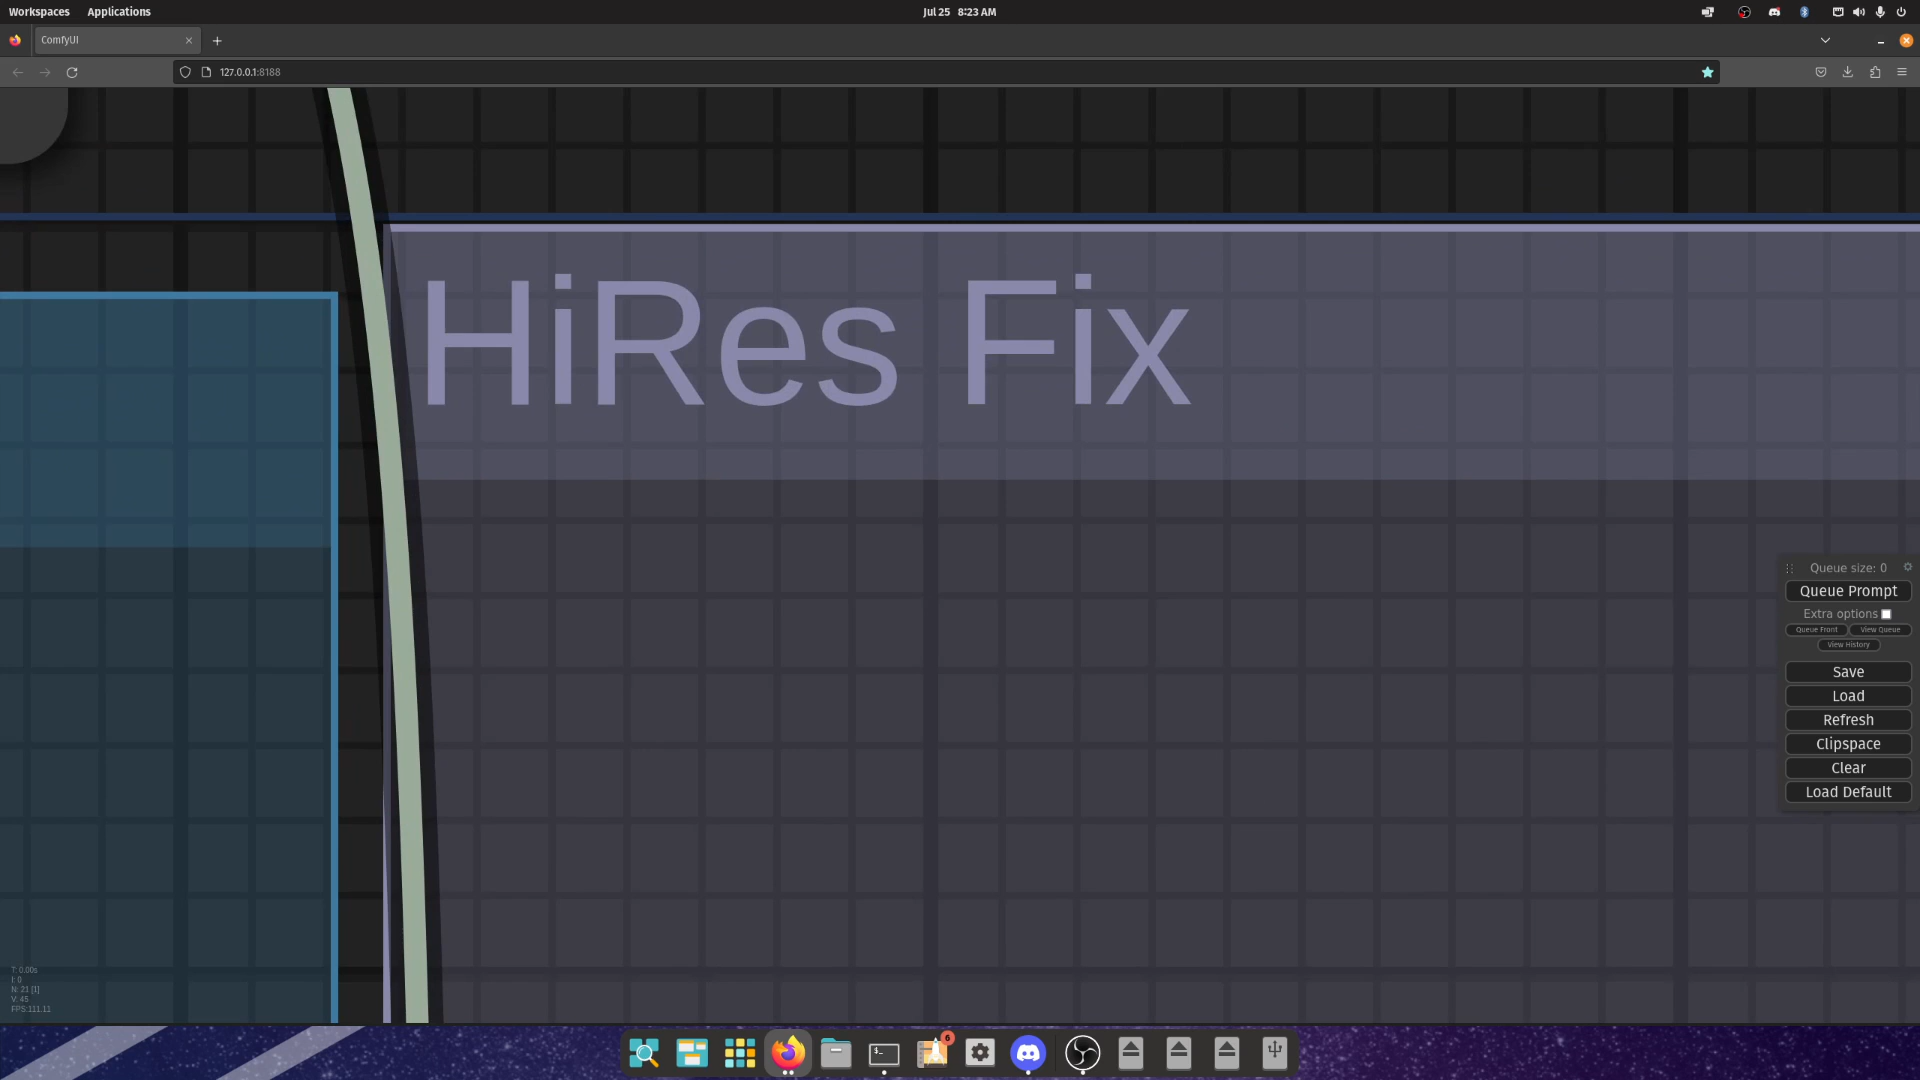 Workspaces Applications Jul 25 8:23 AM
ComfyUI
127.0.0.1:8188
HiRes Fix
Queue size: 0
Queue Prompt
Extra options
Queue Front View Queue
View History
Save
Load
Refresh
Clipspace
Clear
Load Default
T: 0.00s
I: 0
N: 21 [1]
V: 45
FPS:111.11
6